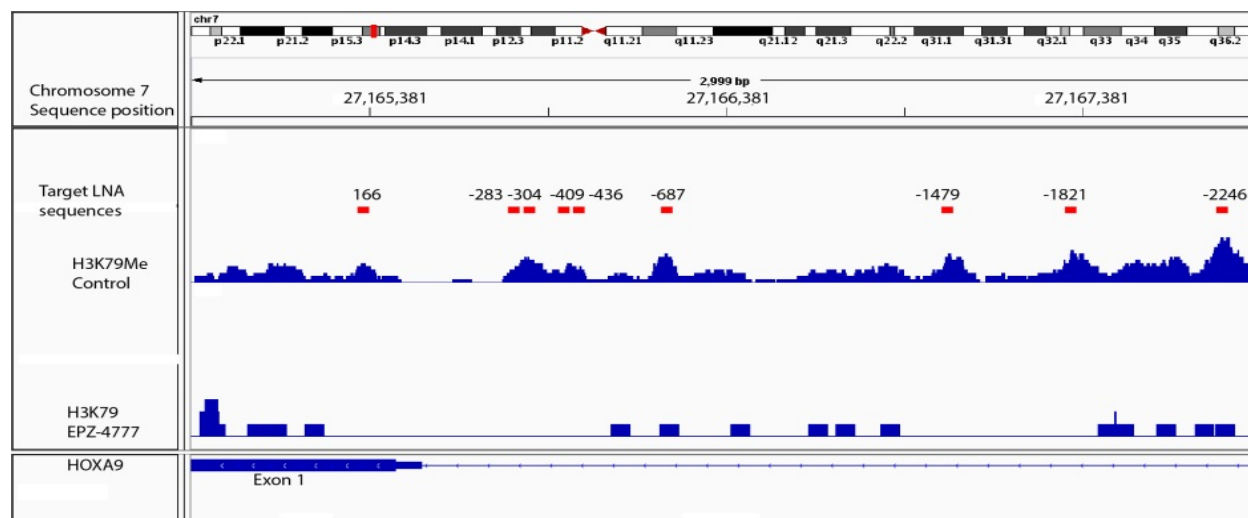 chr7
p22.1 p21.2 p15.3 p14.3 p14.1 p12.3 p11.2 q11.21 q11.23 q21.12 q21.3 q22.2 q31.1 q31.31 q32.1 q33 q34 q35 q36.2
2,999 bp
Chromosome 7
Sequence position
27,165,381 27,166,381 27,167,381
Target LNA
sequences
166 -283 -304 -409 -436 -687 -1479 -1821 -2246
H3K79Me
Control
H3K79
EPZ-4777
HOXA9
Exon 1